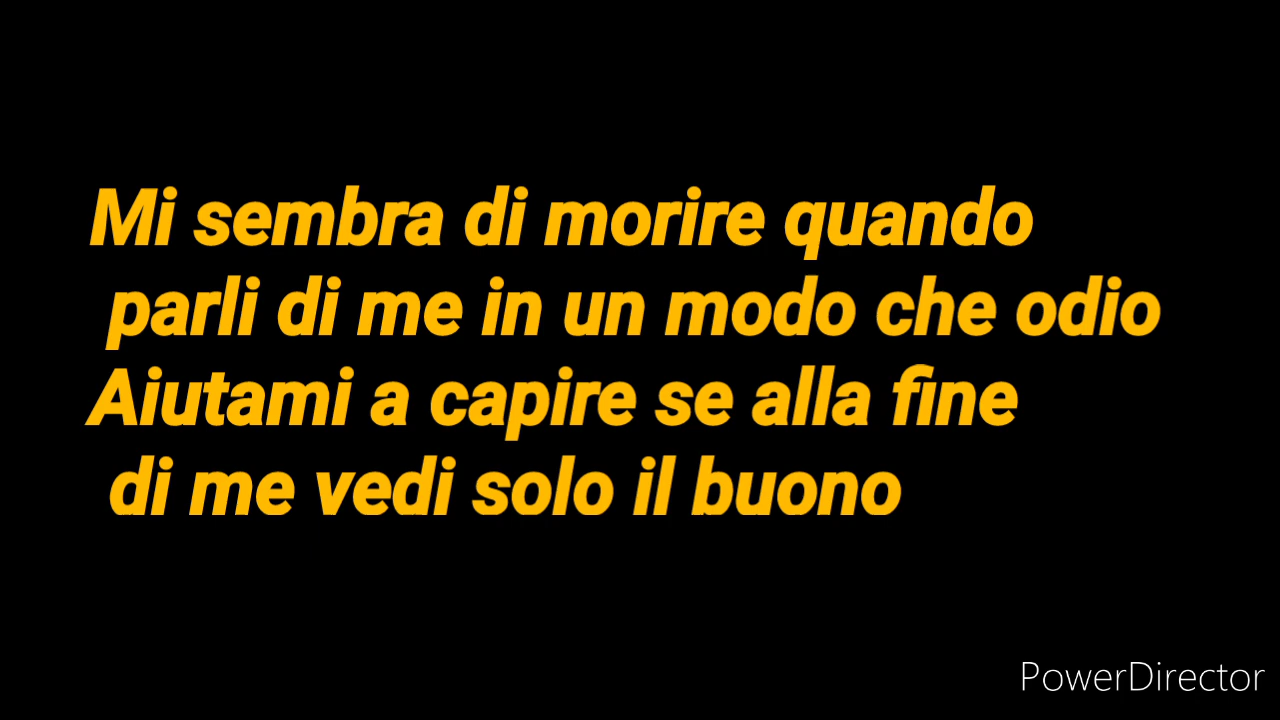 Mi sembra di morire quando
parli di me in un modo che odio
Aiutami a capire se alla fine
di me vedi solo il buono
PowerDirector